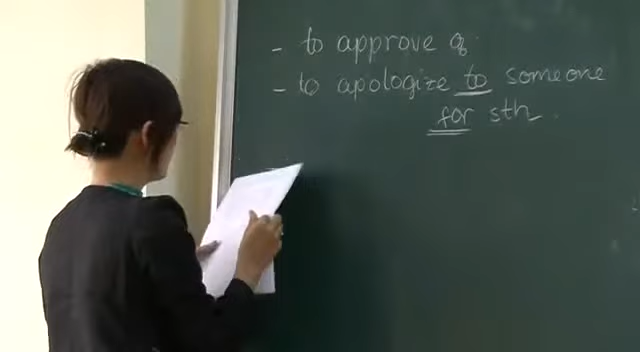 - to approve of
- to apologize to someone
for sth.